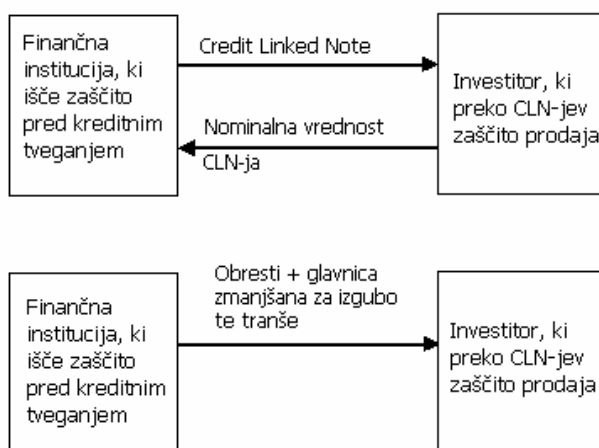 Finančna
institucija, ki
išče zaščito
pred kreditnim
tveganjem
Credit Linked Note
Nominalna vrednost
CLN-ja
Investitor, ki
preko CLN-jev
zaščito prodaja
Finančna
institucija, ki
išče zaščito
pred kreditnim
tveganjem
Obresti + glavnica
zmanjšana za izgubo
te tranše
Investitor, ki
preko CLN-jev
zaščito prodaja